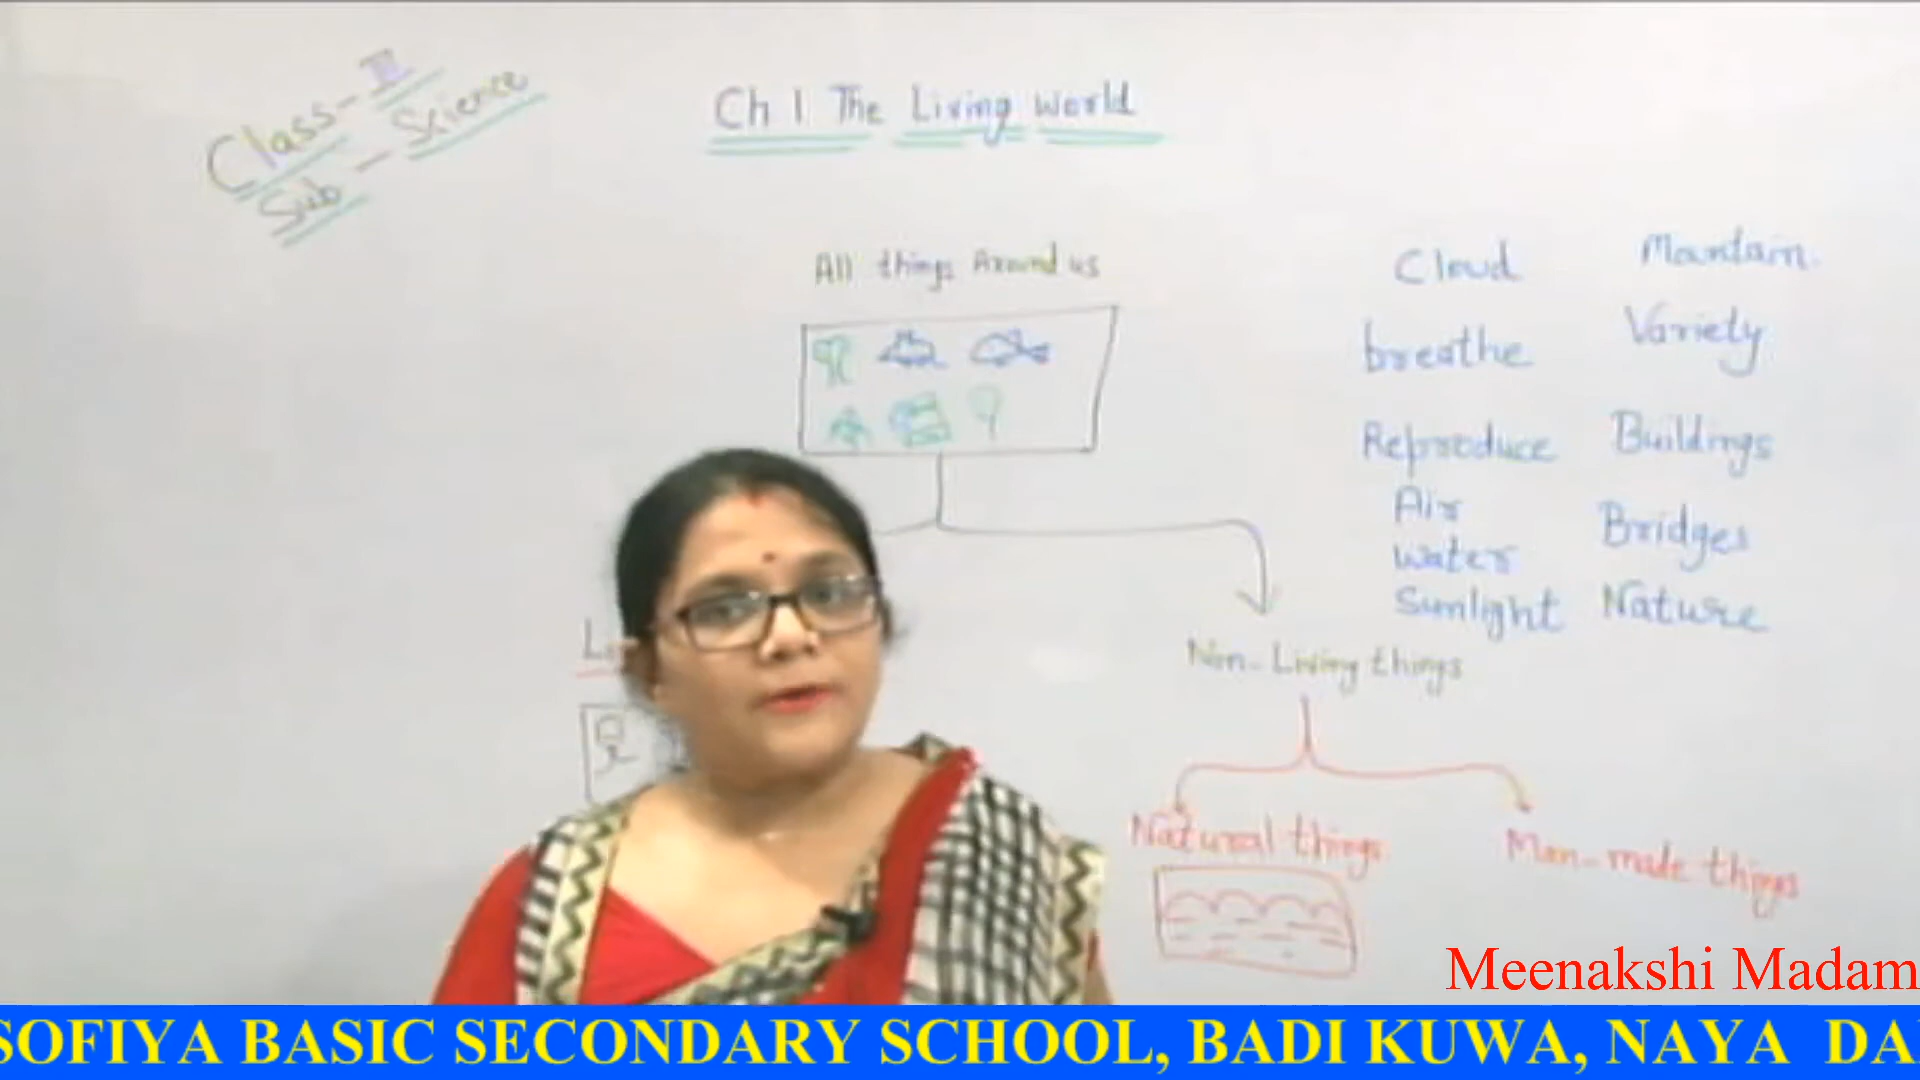 Class-III
Sub - Science
Ch 1 The Living world
All things Around us
Cloud
breathe
Reproduce
Air
water
Sunlight
Mantain
Variety
Buildings
Bridges
Nature
Non-Living things
Natural things
Man-made things
Meenakshi Madam
SOFIYA BASIC SECONDARY SCHOOL, BADI KUWA, NAYA DA